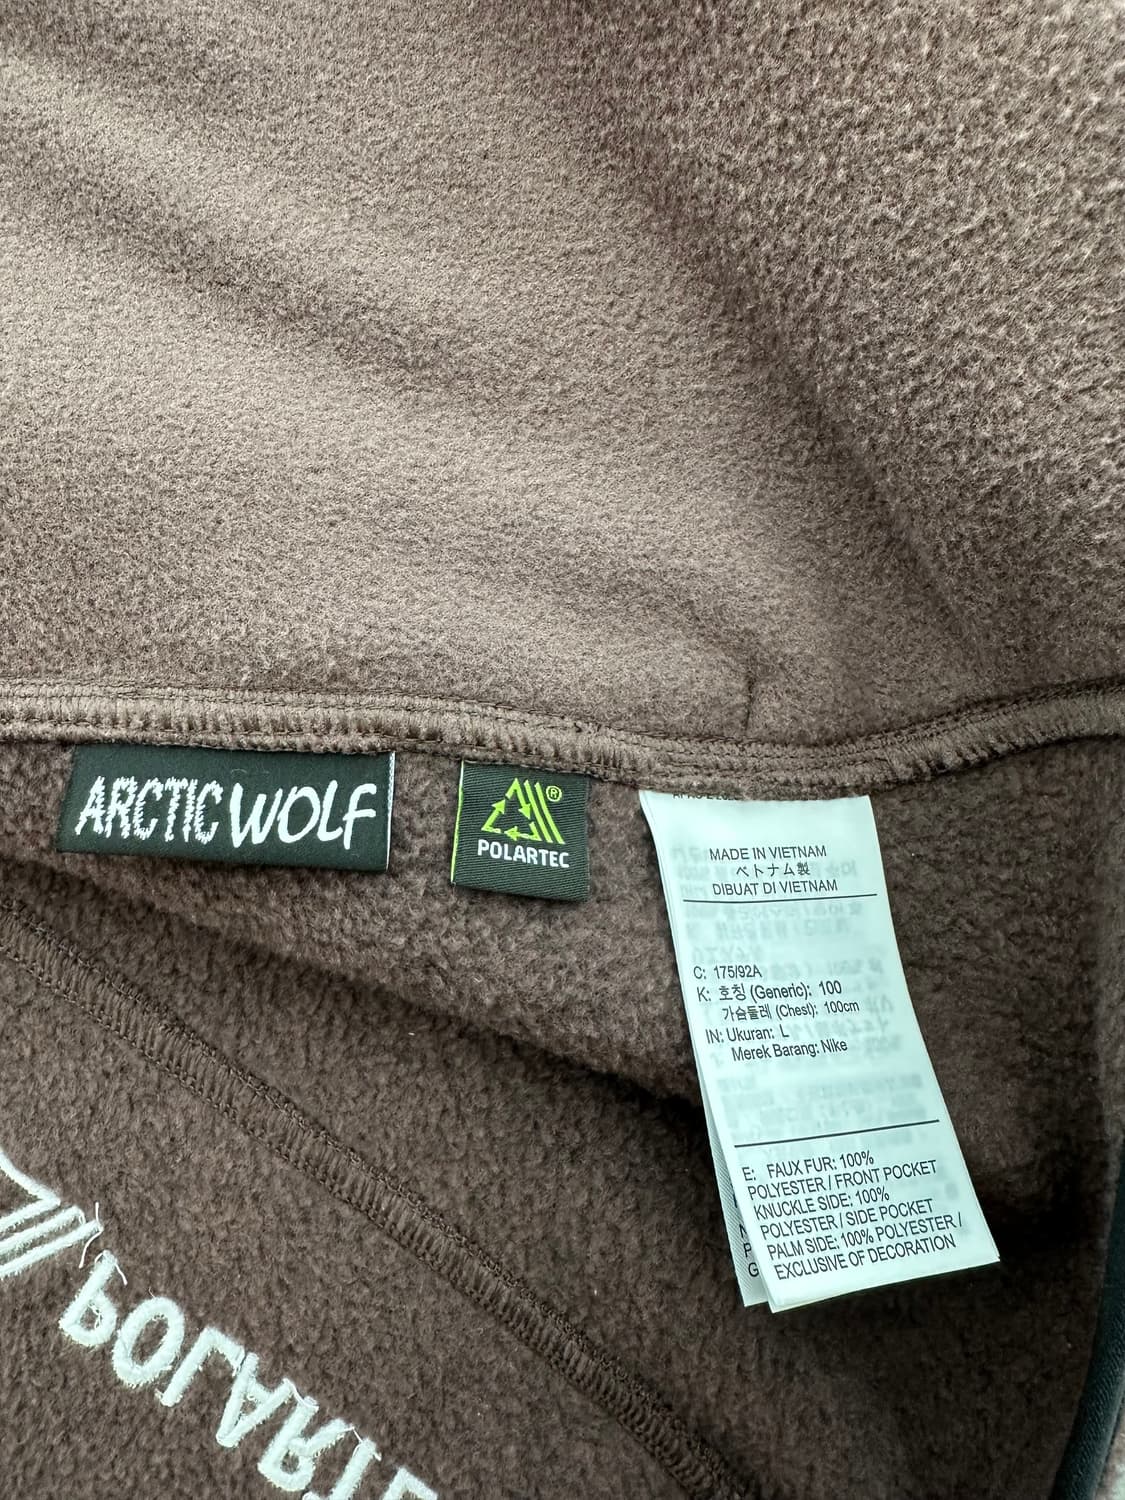 ARCTIC WOLF
®
POLARTEC
MADE IN VIETNAM
ベトナム製
DIBUAT DI VIETNAM
C: 175/92A
K: 호칭 (Generic): 100
가슴둘레 (Chest): 100cm
IN: Ukuran: L
Merek Barang: Nike
E: FAUX FUR: 100%
POLYESTER / FRONT POCKET
KNUCKLE SIDE: 100%
POLYESTER / SIDE POCKET
PALM SIDE: 100% POLYESTER /
EXCLUSIVE OF DECORATION
POLARTE